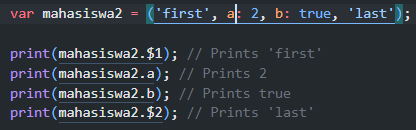 var mahasiswa2 = ('first', a: 2, b: true, 'last');
print(mahasiswa2.$1); // Prints 'first'
print(mahasiswa2.a); // Prints 2
print(mahasiswa2.b); // Prints true
print(mahasiswa2.$2); // Prints 'last'